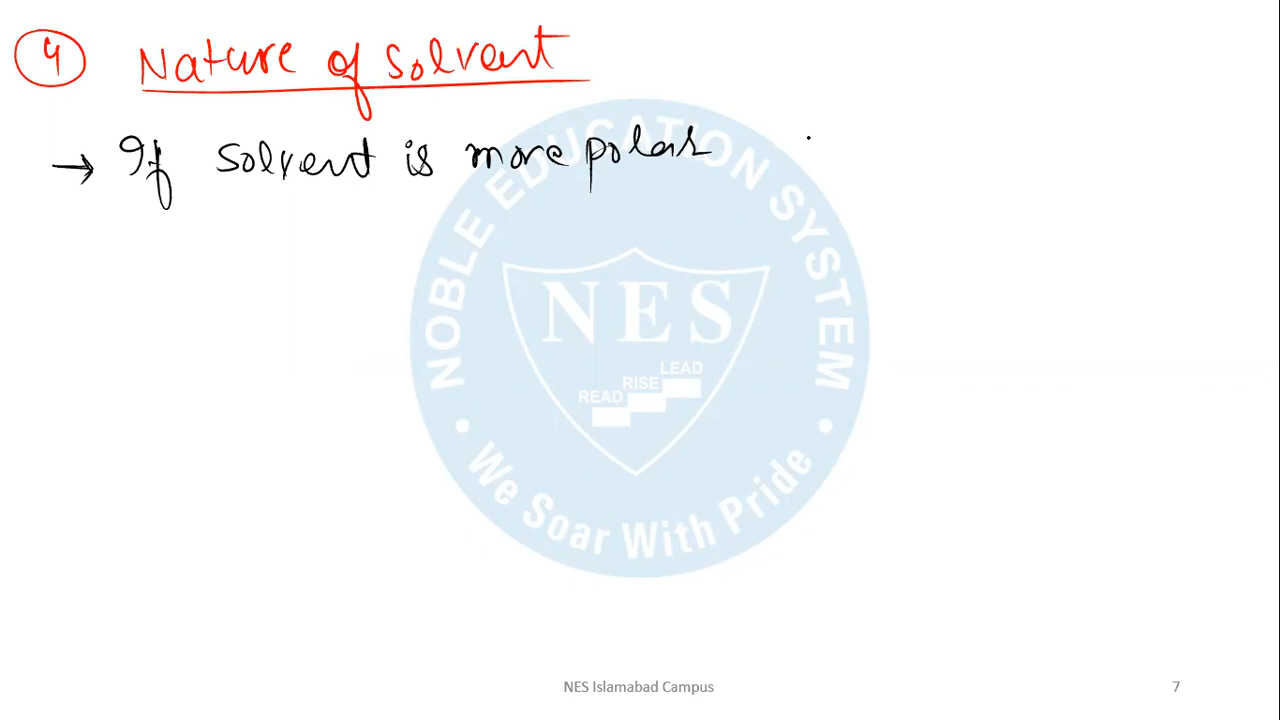 4 Nature of solvent
→ If solvent is more polar
NOBLE EDUCATION SYSTEM
NES
LEAD
RISE
READ
• We Soar With Pride •
NES Islamabad Campus
7